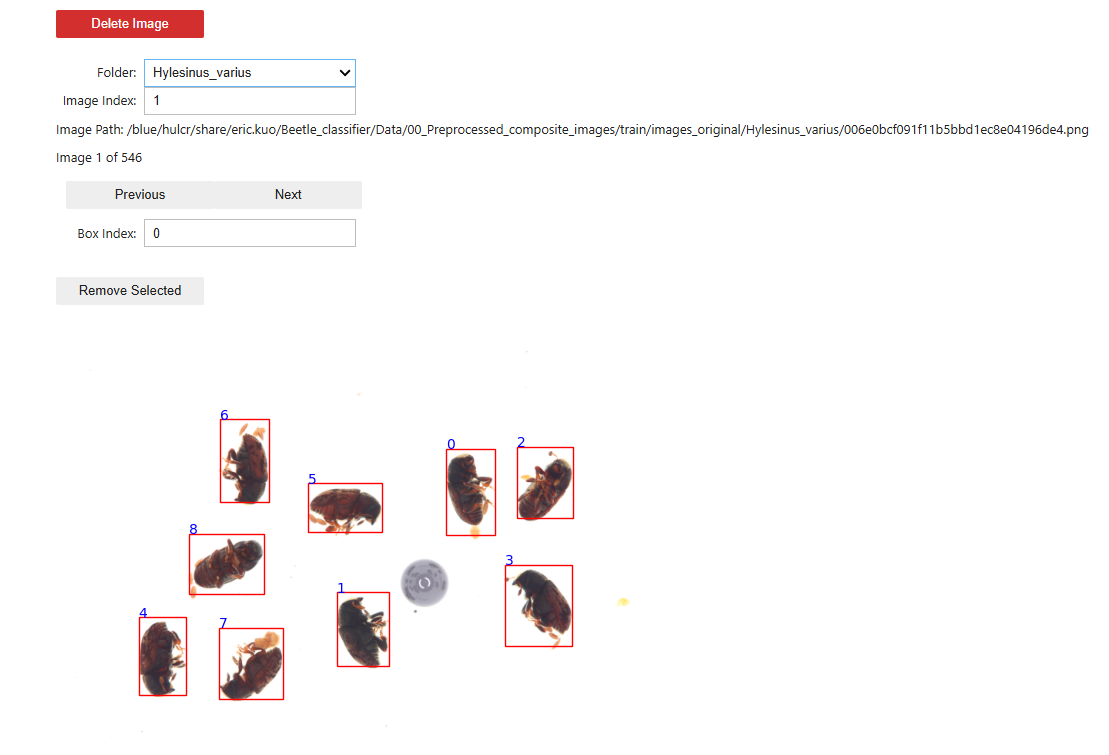 Delete Image
Folder: Hylesinus_varius
Image Index: 1
Image Path: /blue/hulcr/share/eric.kuo/Beetle_classifier/Data/00_Preprocessed_composite_images/train/images_original/Hylesinus_varius/006e0bcf091f11b5bbd1ec8e04196de4.png
Image 1 of 546
Previous Next
Box Index: 0
Remove Selected
6
0 2
5
8
3
1
4
7